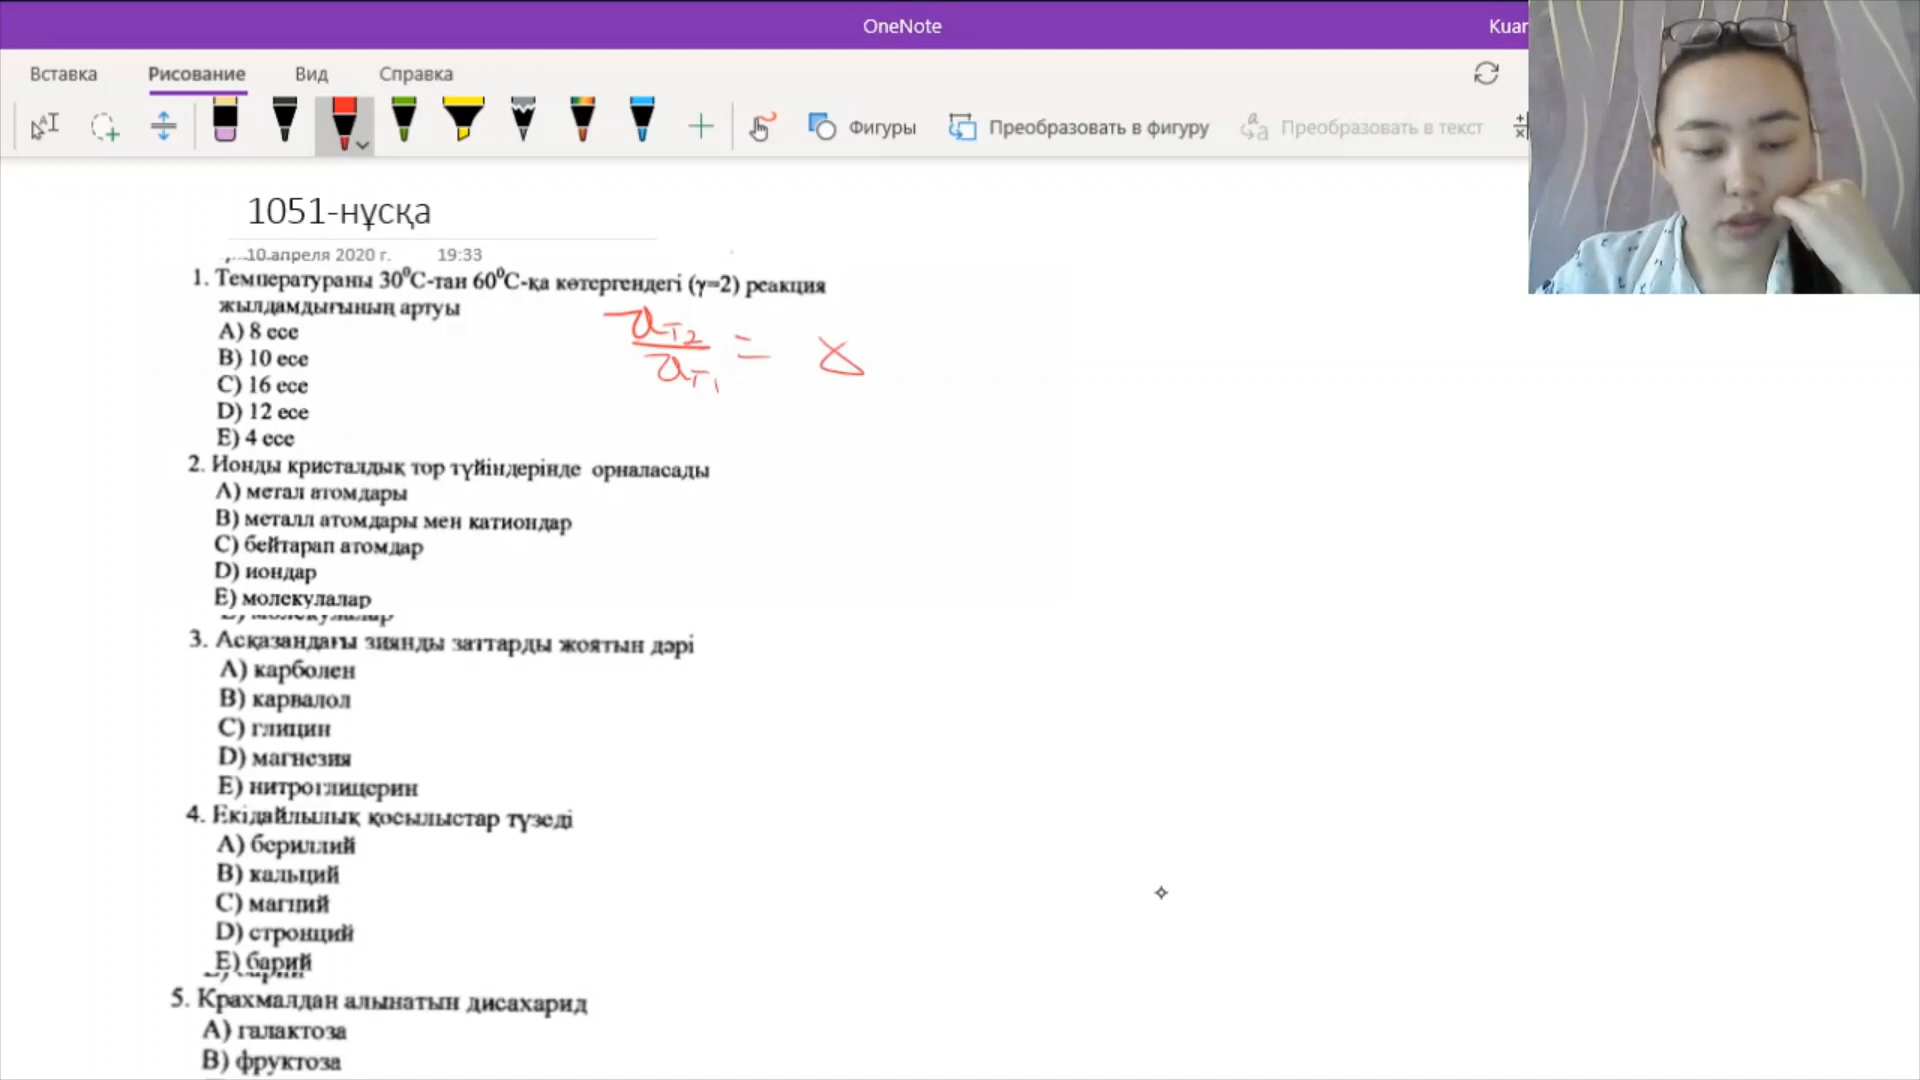 OneNote
Kuan
Вставка Рисование Вид Справка
Фигуры Преобразовать в фигуру Преобразовать в текст
1051-нұсқа
10 апреля 2020 г. 19:33
1. Температураны 30⁰С-тан 60⁰С-қа көтергендегі (γ=2) реакция
жылдамдығының артуы
A) 8 есе
B) 10 есе
C) 16 есе
D) 12 есе
E) 4 есе
2. Ионды кристалдық тор түйіндерінде орналасады
A) метал атомдары
B) металл атомдары мен катиондар
C) бейтарап атомдар
D) иондар
E) молекулалар
3. Асқазандағы зиянды заттарды жоятын дәрі
A) карболен
B) карвалол
C) глицин
D) магнезия
E) нитроглицерин
4. Екідайлылық қосылыстар түзеді
A) бериллий
B) кальций
C) магний
D) стронций
E) барий
5. Крахмалдан алынатын дисахарид
A) галактоза
B) фруктоза